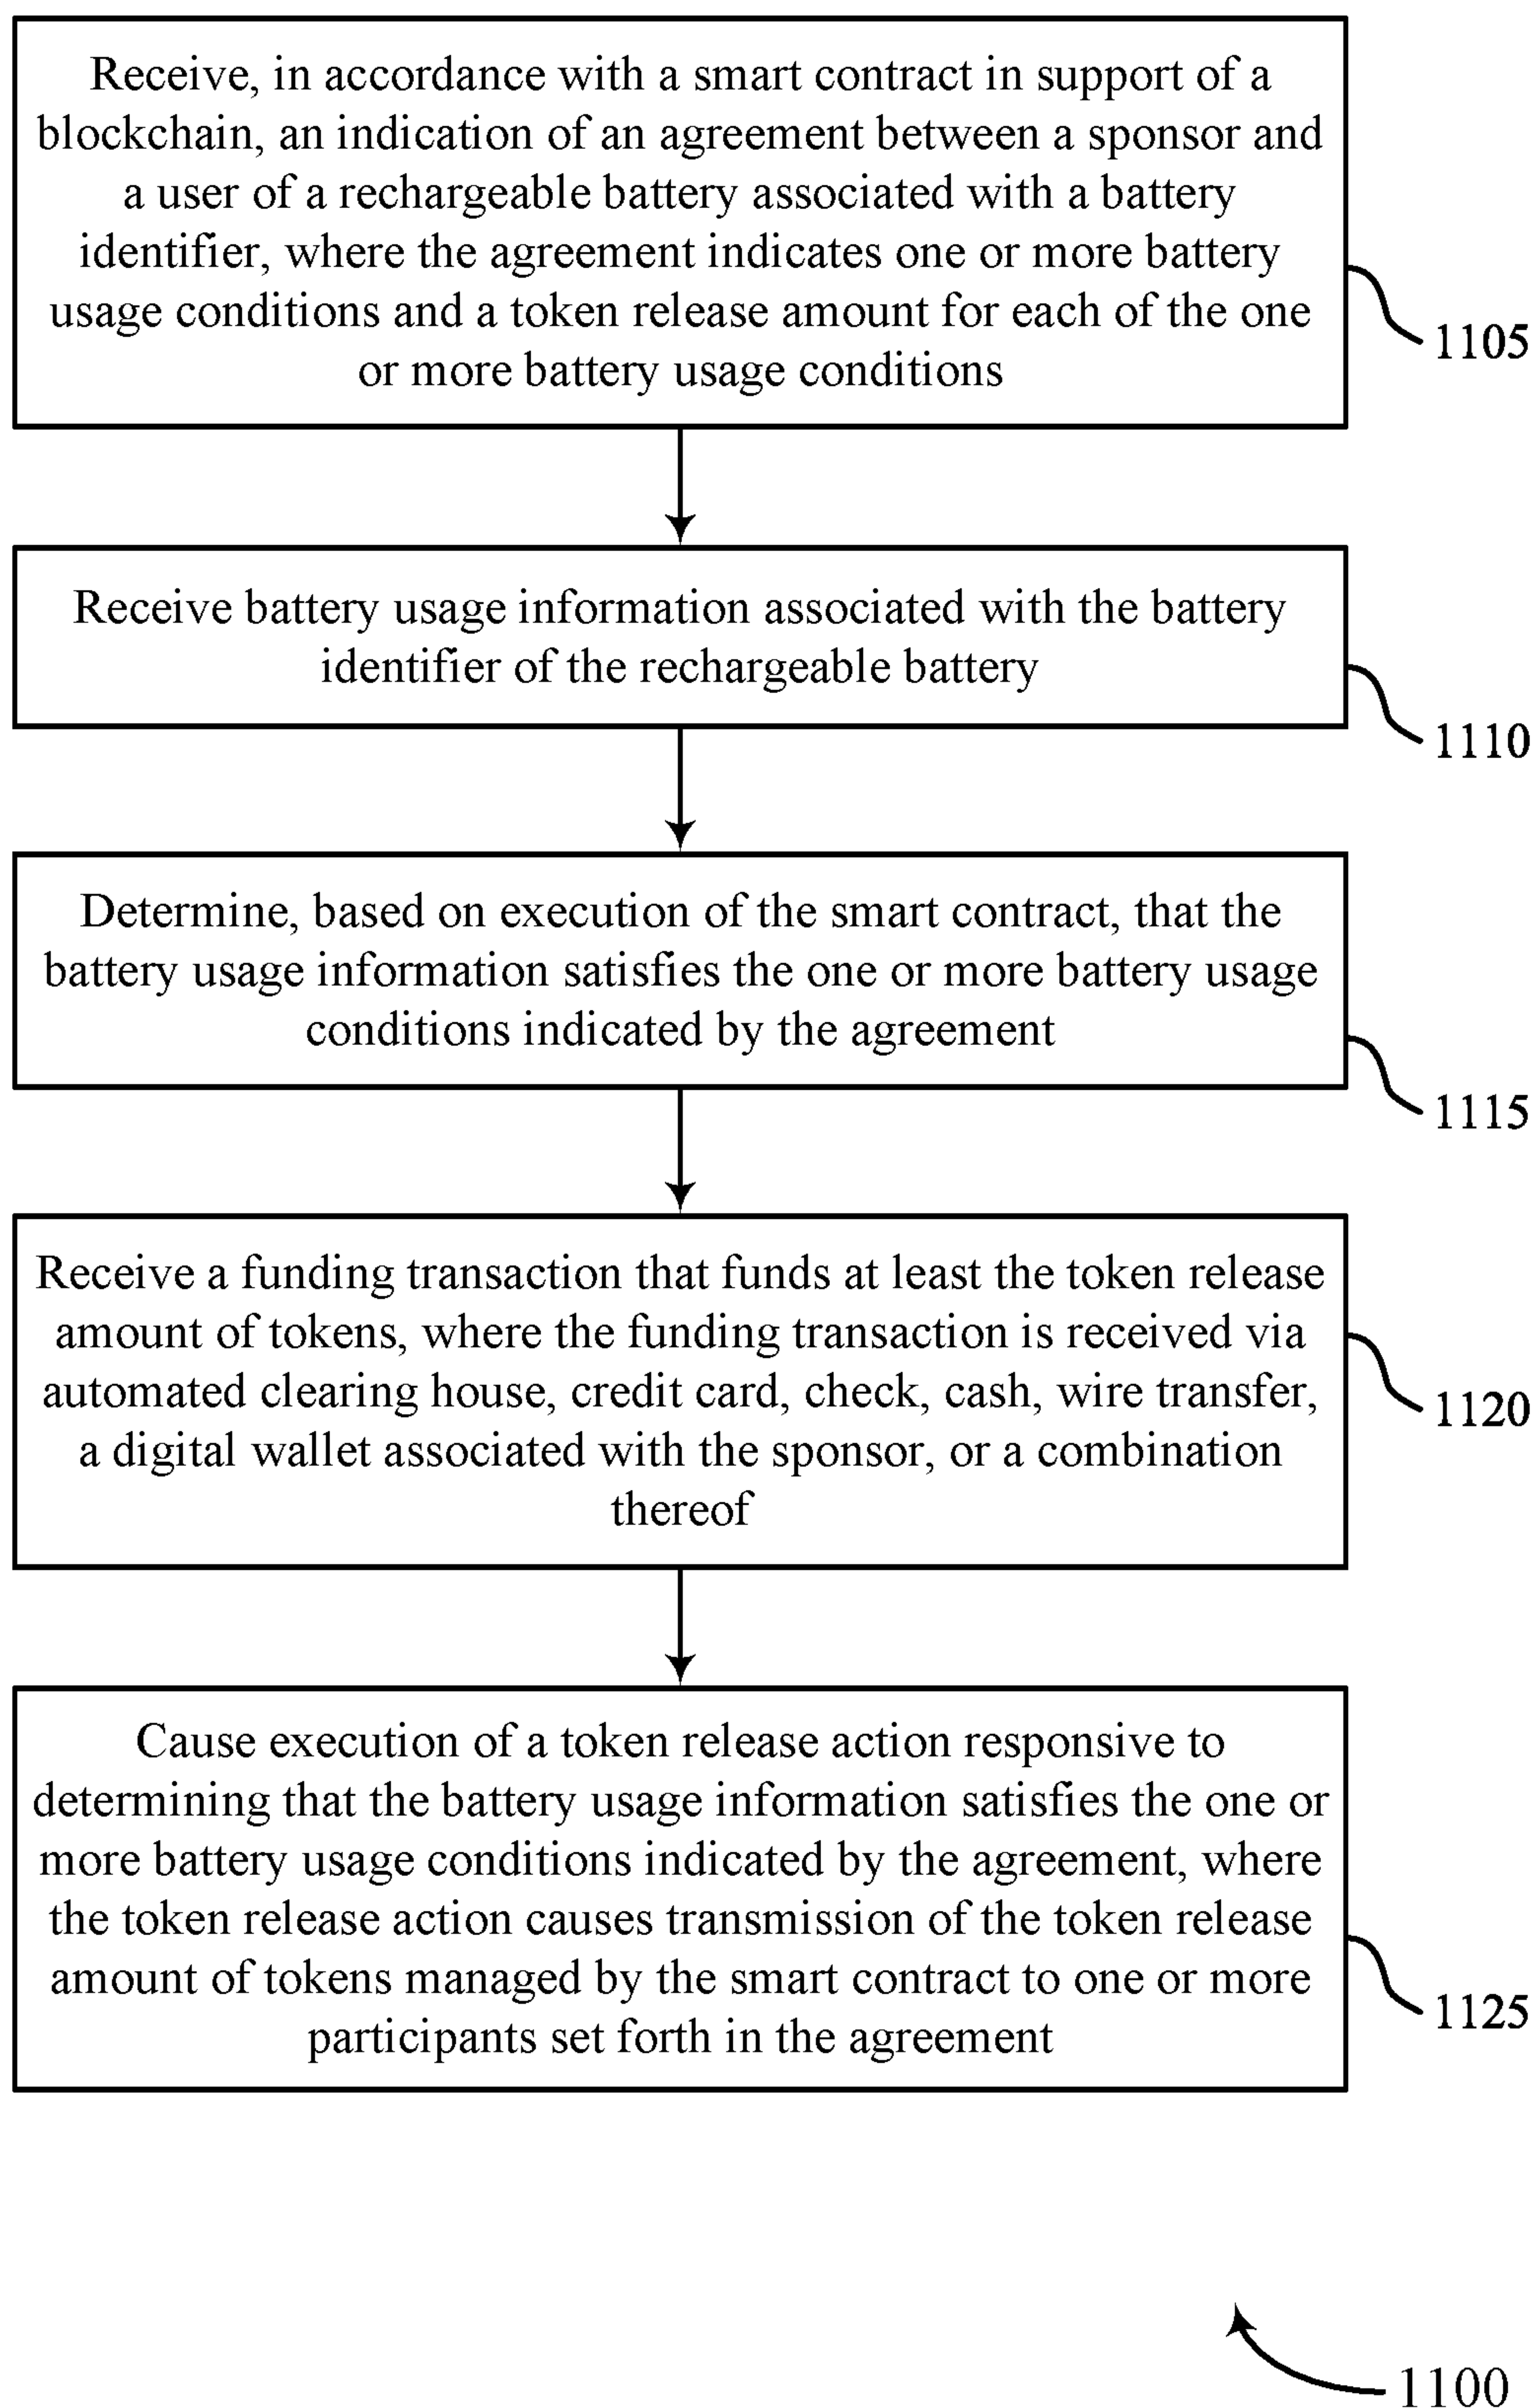 Receive, in accordance with a smart contract in support of a
blockchain, an indication of an agreement between a sponsor and
a user of a rechargeable battery associated with a battery
identifier, where the agreement indicates one or more battery
usage conditions and a token release amount for each of the one
or more battery usage conditions
1105
Receive battery usage information associated with the battery
identifier of the rechargeable battery
1110
Determine, based on execution of the smart contract, that the
battery usage information satisfies the one or more battery usage
conditions indicated by the agreement
1115
Receive a funding transaction that funds at least the token release
amount of tokens, where the funding transaction is received via
automated clearing house, credit card, check, cash, wire transfer,
a digital wallet associated with the sponsor, or a combination
thereof
1120
Cause execution of a token release action responsive to
determining that the battery usage information satisfies the one or
more battery usage conditions indicated by the agreement, where
the token release action causes transmission of the token release
amount of tokens managed by the smart contract to one or more
participants set forth in the agreement
1125
1100